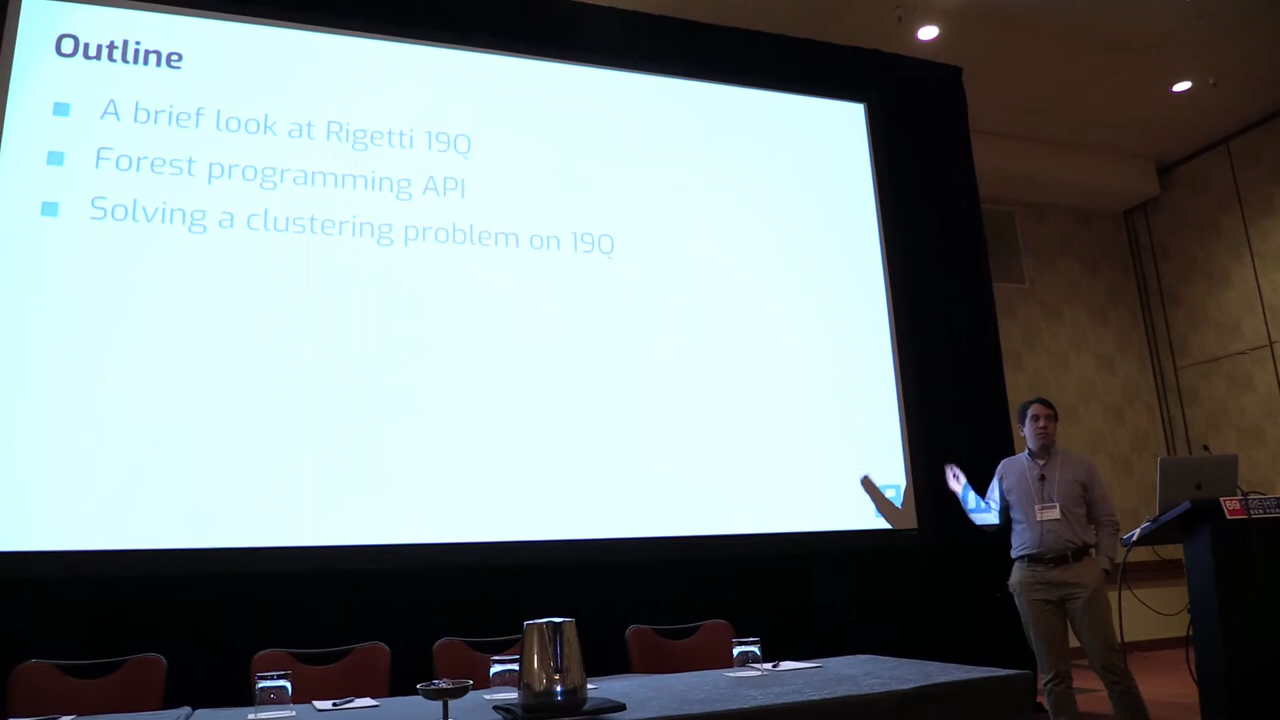 Outline
A brief look at Rigetti 19Q
Forest programming API
Solving a clustering problem on 19Q